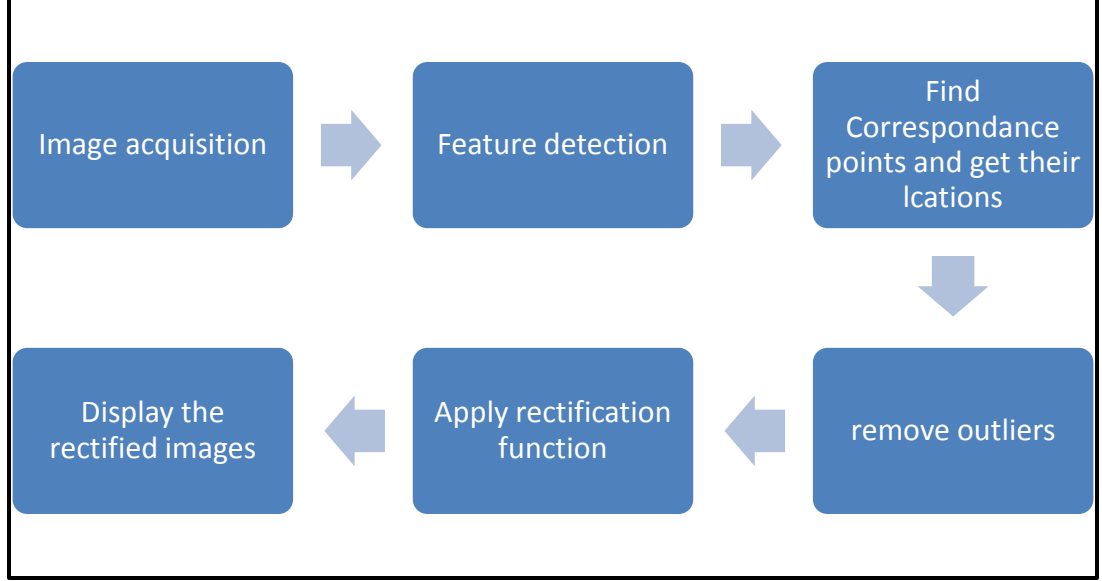 Image acquisition
Feature detection
Find
Correspondance
points and get their
lcations
remove outliers
Apply rectification
function
Display the
rectified images